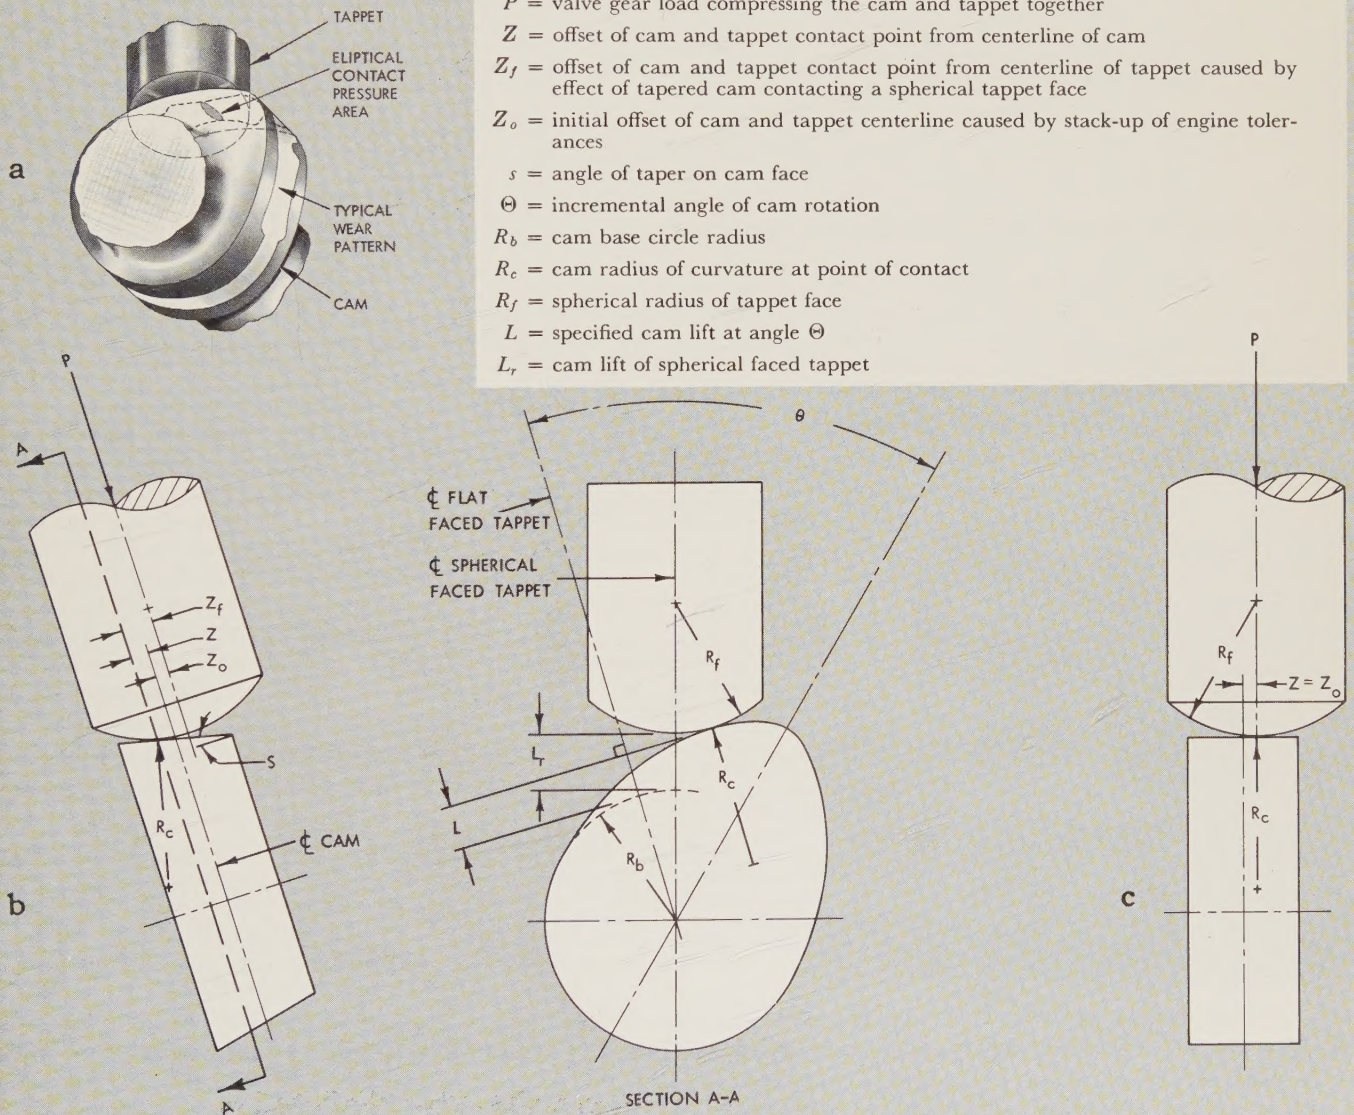 P = valve gear load compressing the cam and tappet together
Z = offset of cam and tappet contact point from centerline of cam
Z_f = offset of cam and tappet contact point from centerline of tappet caused by
effect of tapered cam contacting a spherical tappet face
Z_o = initial offset of cam and tappet centerline caused by stack-up of engine toler-
ances
s = angle of taper on cam face
Θ = incremental angle of cam rotation
R_b = cam base circle radius
R_c = cam radius of curvature at point of contact
R_f = spherical radius of tappet face
L = specified cam lift at angle Θ
L_r = cam lift of spherical faced tappet
a
TAPPET
ELIPTICAL
CONTACT
PRESSURE
AREA
TYPICAL
WEAR
PATTERN
CAM
b
P
A
Z_f
Z
Z_o
S
R_c
℄ CAM
A
θ
℄ FLAT
FACED TAPPET
℄ SPHERICAL
FACED TAPPET
R_f
L_r
R_c
L
R_b
SECTION A-A
c
P
R_f
Z = Z_o
R_c